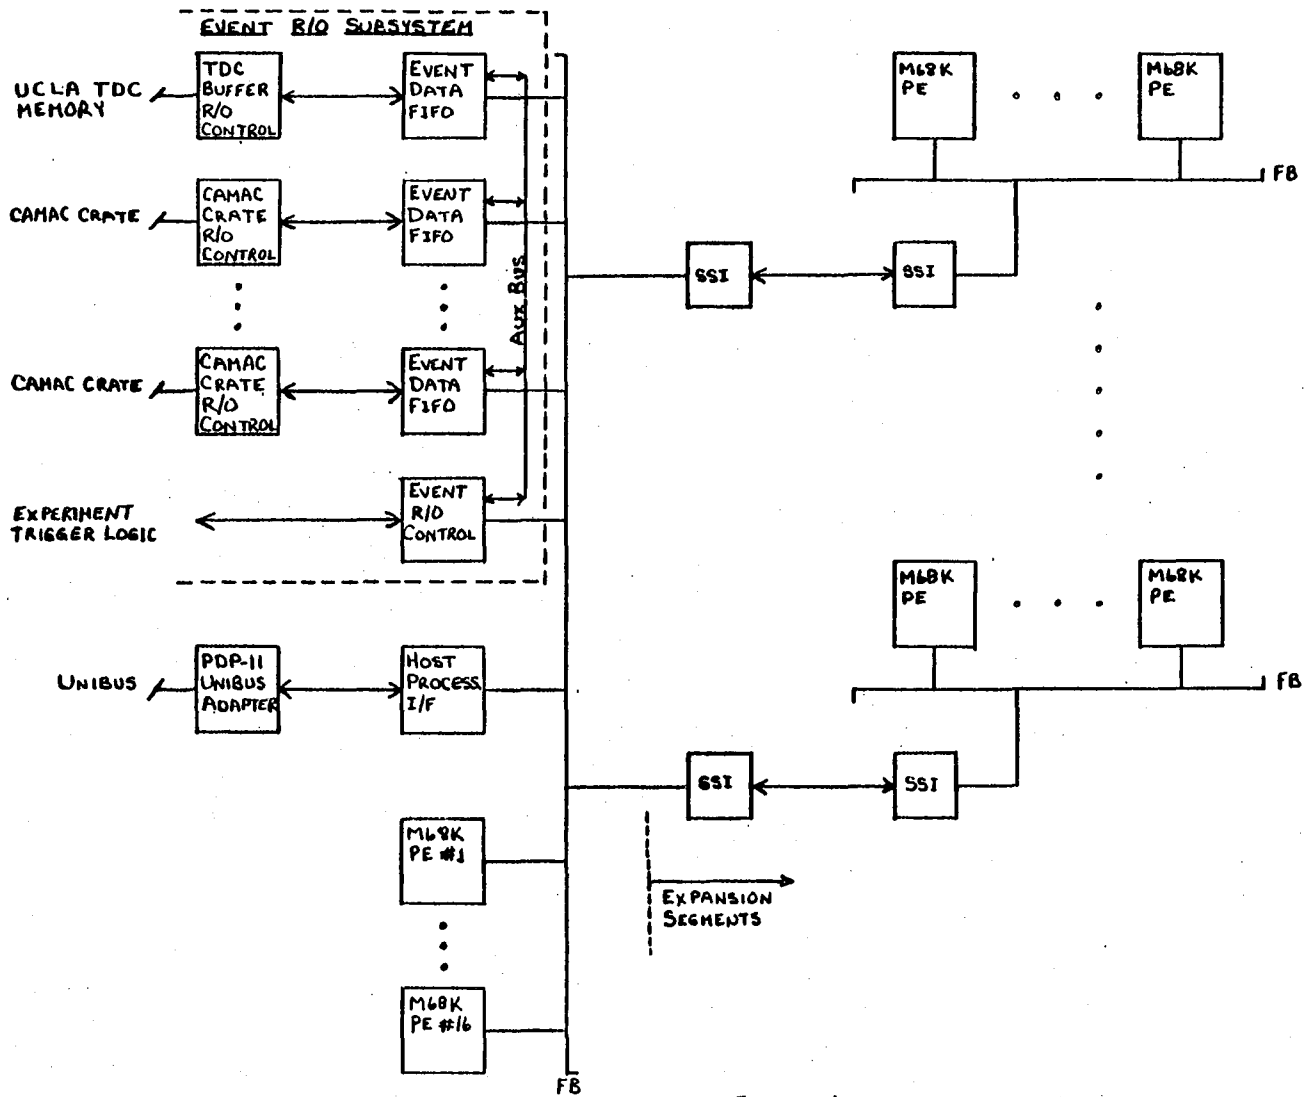 EVENT R/O SUBSYSTEM
UCLA TDC
MEMORY
TDC
BUFFER
R/O
CONTROL
EVENT
DATA
FIFO
M68K
PE
M68K
PE
FB
CAMAC CRATE
CAMAC
CRATE
R/O
CONTROL
EVENT
DATA
FIFO
AUX BUS
SSI
SSI
CAMAC CRATE
CAMAC
CRATE
R/O
CONTROL
EVENT
DATA
FIFO
EXPERIMENT
TRIGGER LOGIC
EVENT
R/O
CONTROL
M68K
PE
M68K
PE
FB
UNIBUS
PDP-11
UNIBUS
ADAPTER
HOST
PROCESS
I/F
SSI
SSI
M68K
PE #1
EXPANSION
SEGMENTS
M68K
PE #16
FB